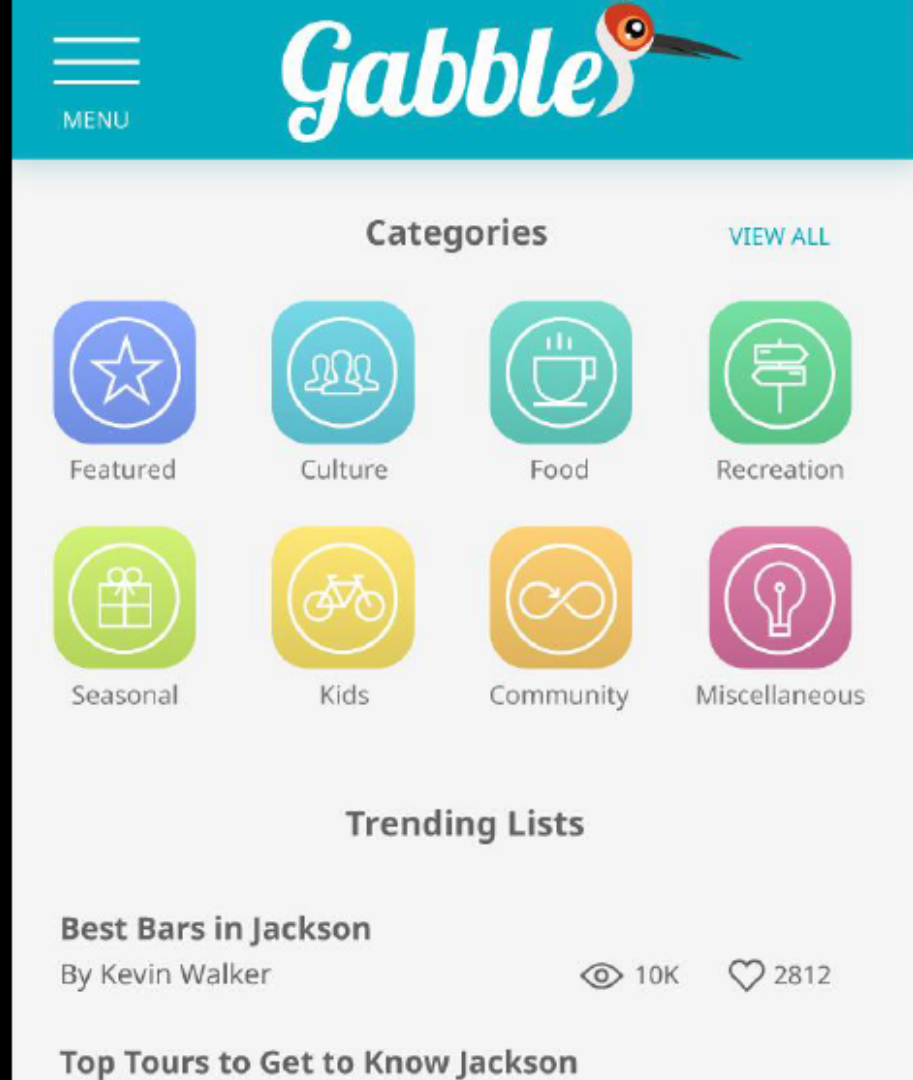 MENU
Gabble
Categories
VIEW ALL
Featured
Culture
Food
Recreation
Seasonal
Kids
Community
Miscellaneous
Trending Lists
Best Bars in Jackson
By Kevin Walker
10K
2812
Top Tours to Get to Know Jackson